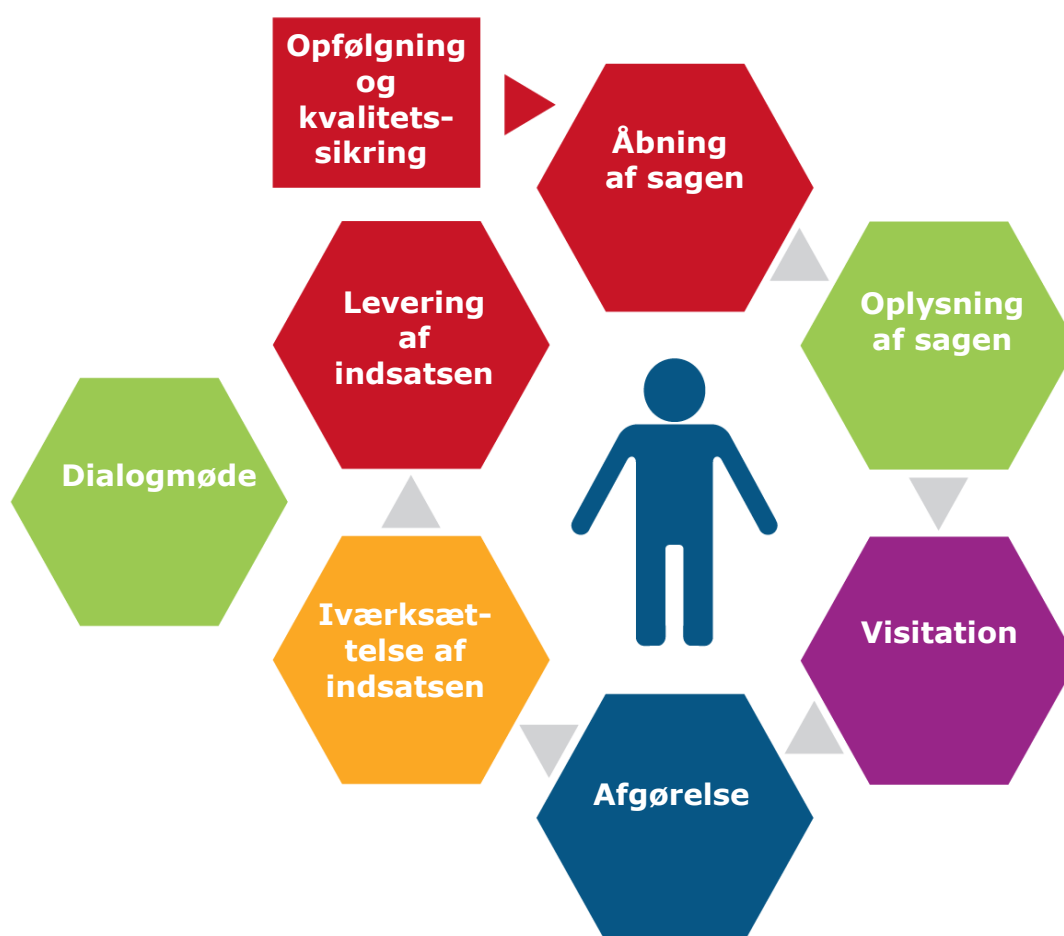 Opfølgning
og
kvalitets-
sikring
Åbning
af sagen
Oplysning
af sagen
Visitation
Afgørelse
Iværksæt-
telse af
indsatsen
Levering
af
indsatsen
Dialogmøde